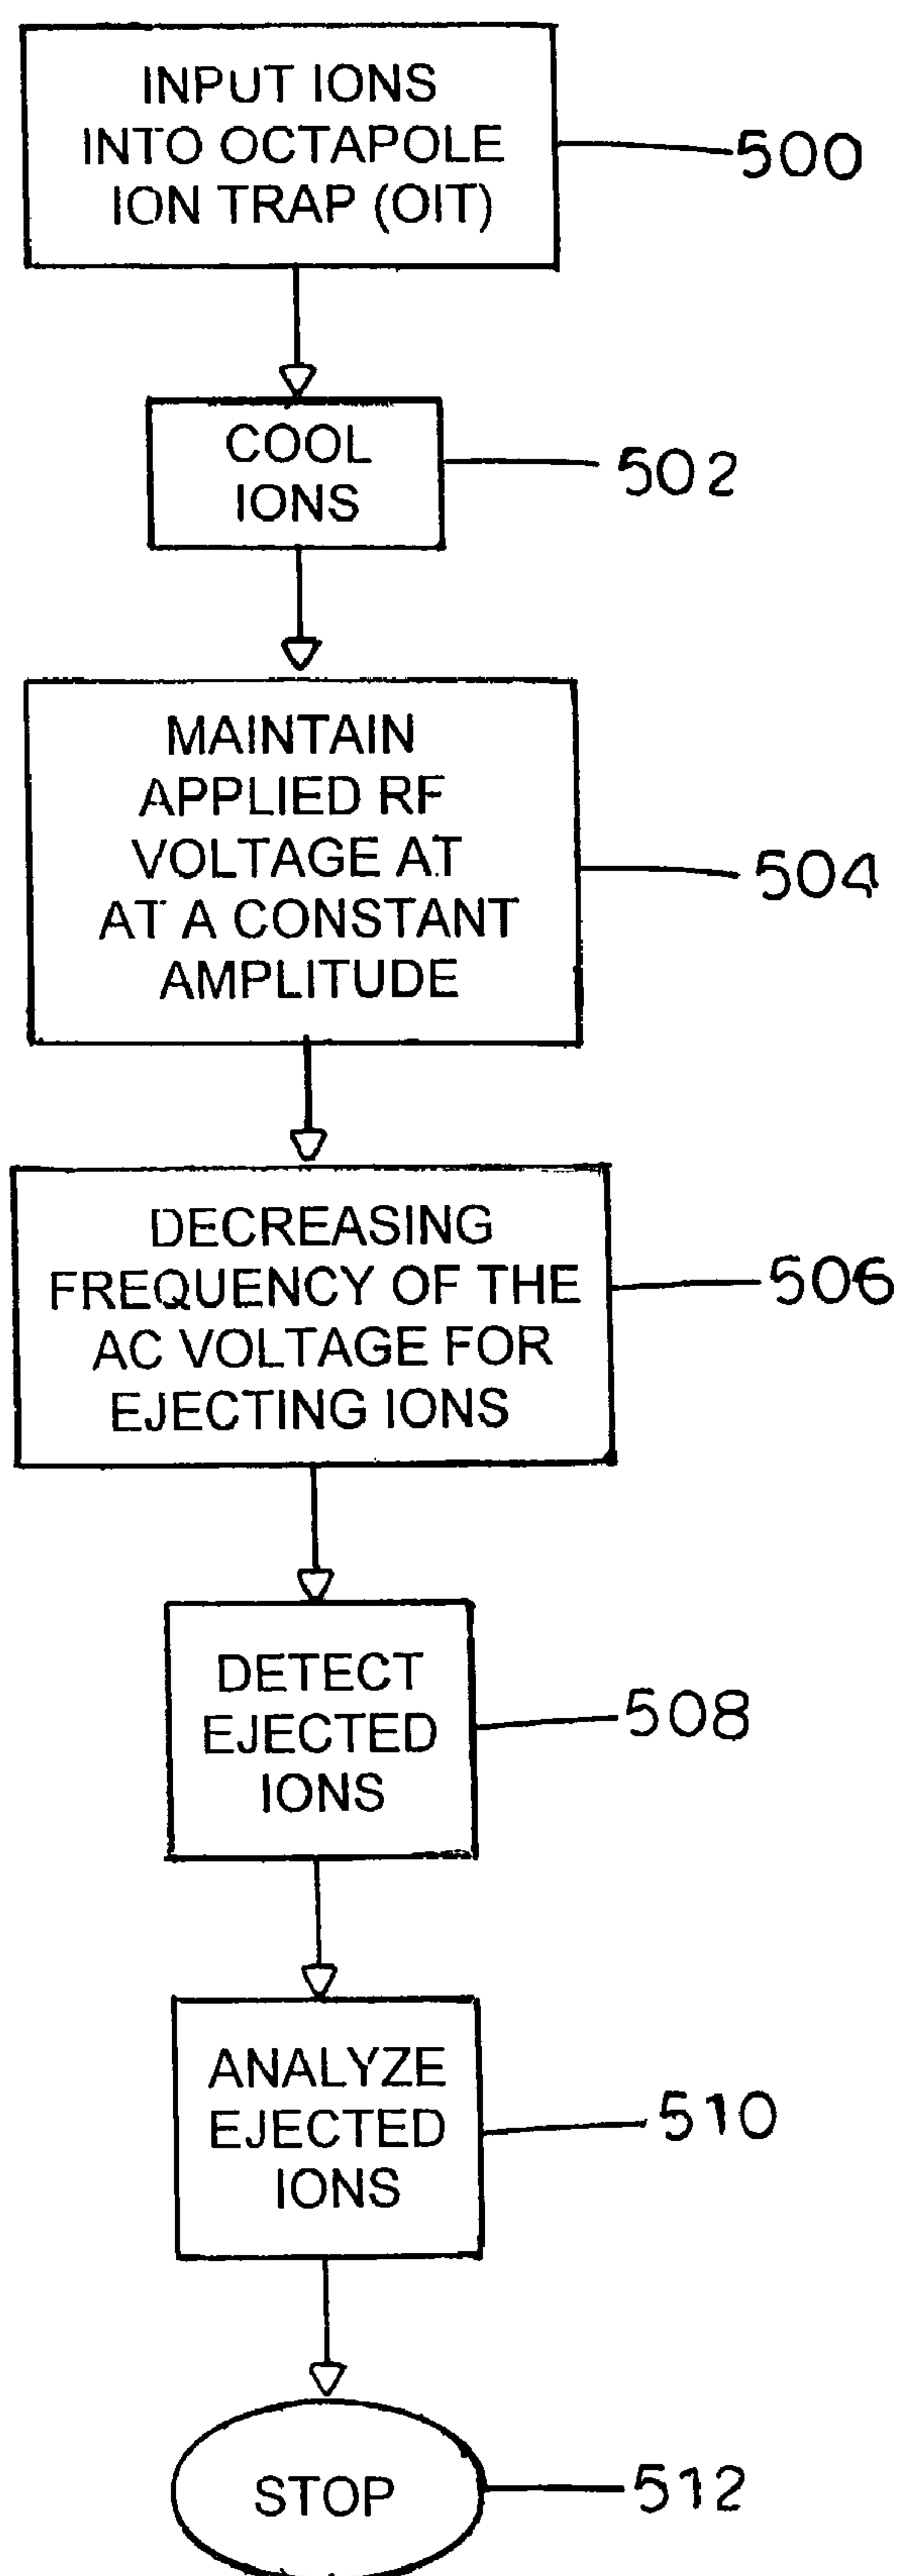 INPUT IONS
INTO OCTAPOLE
ION TRAP (OIT)
500
COOL
IONS
502
MAINTAIN
APPLIED RF
VOLTAGE AT
AT A CONSTANT
AMPLITUDE
504
DECREASING
FREQUENCY OF THE
AC VOLTAGE FOR
EJECTING IONS
506
DETECT
EJECTED
IONS
508
ANALYZE
EJECTED
IONS
510
STOP
512